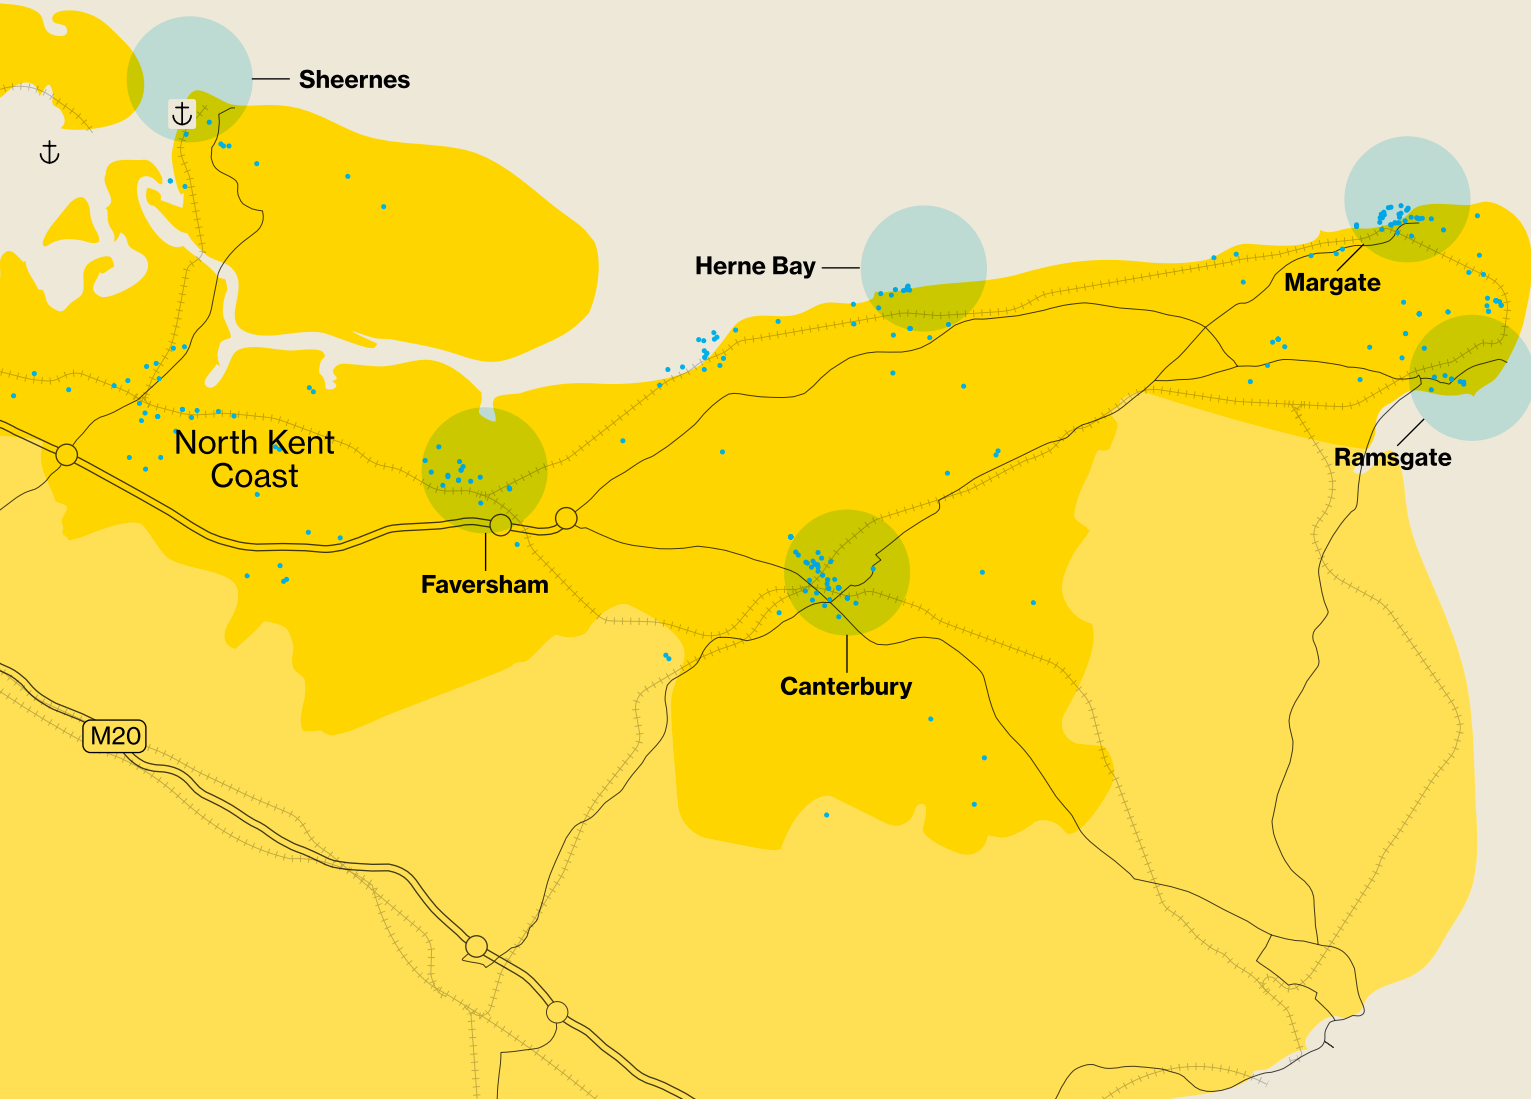 Sheernes
Herne Bay
Margate
North Kent
Coast
Ramsgate
Faversham
Canterbury
M20